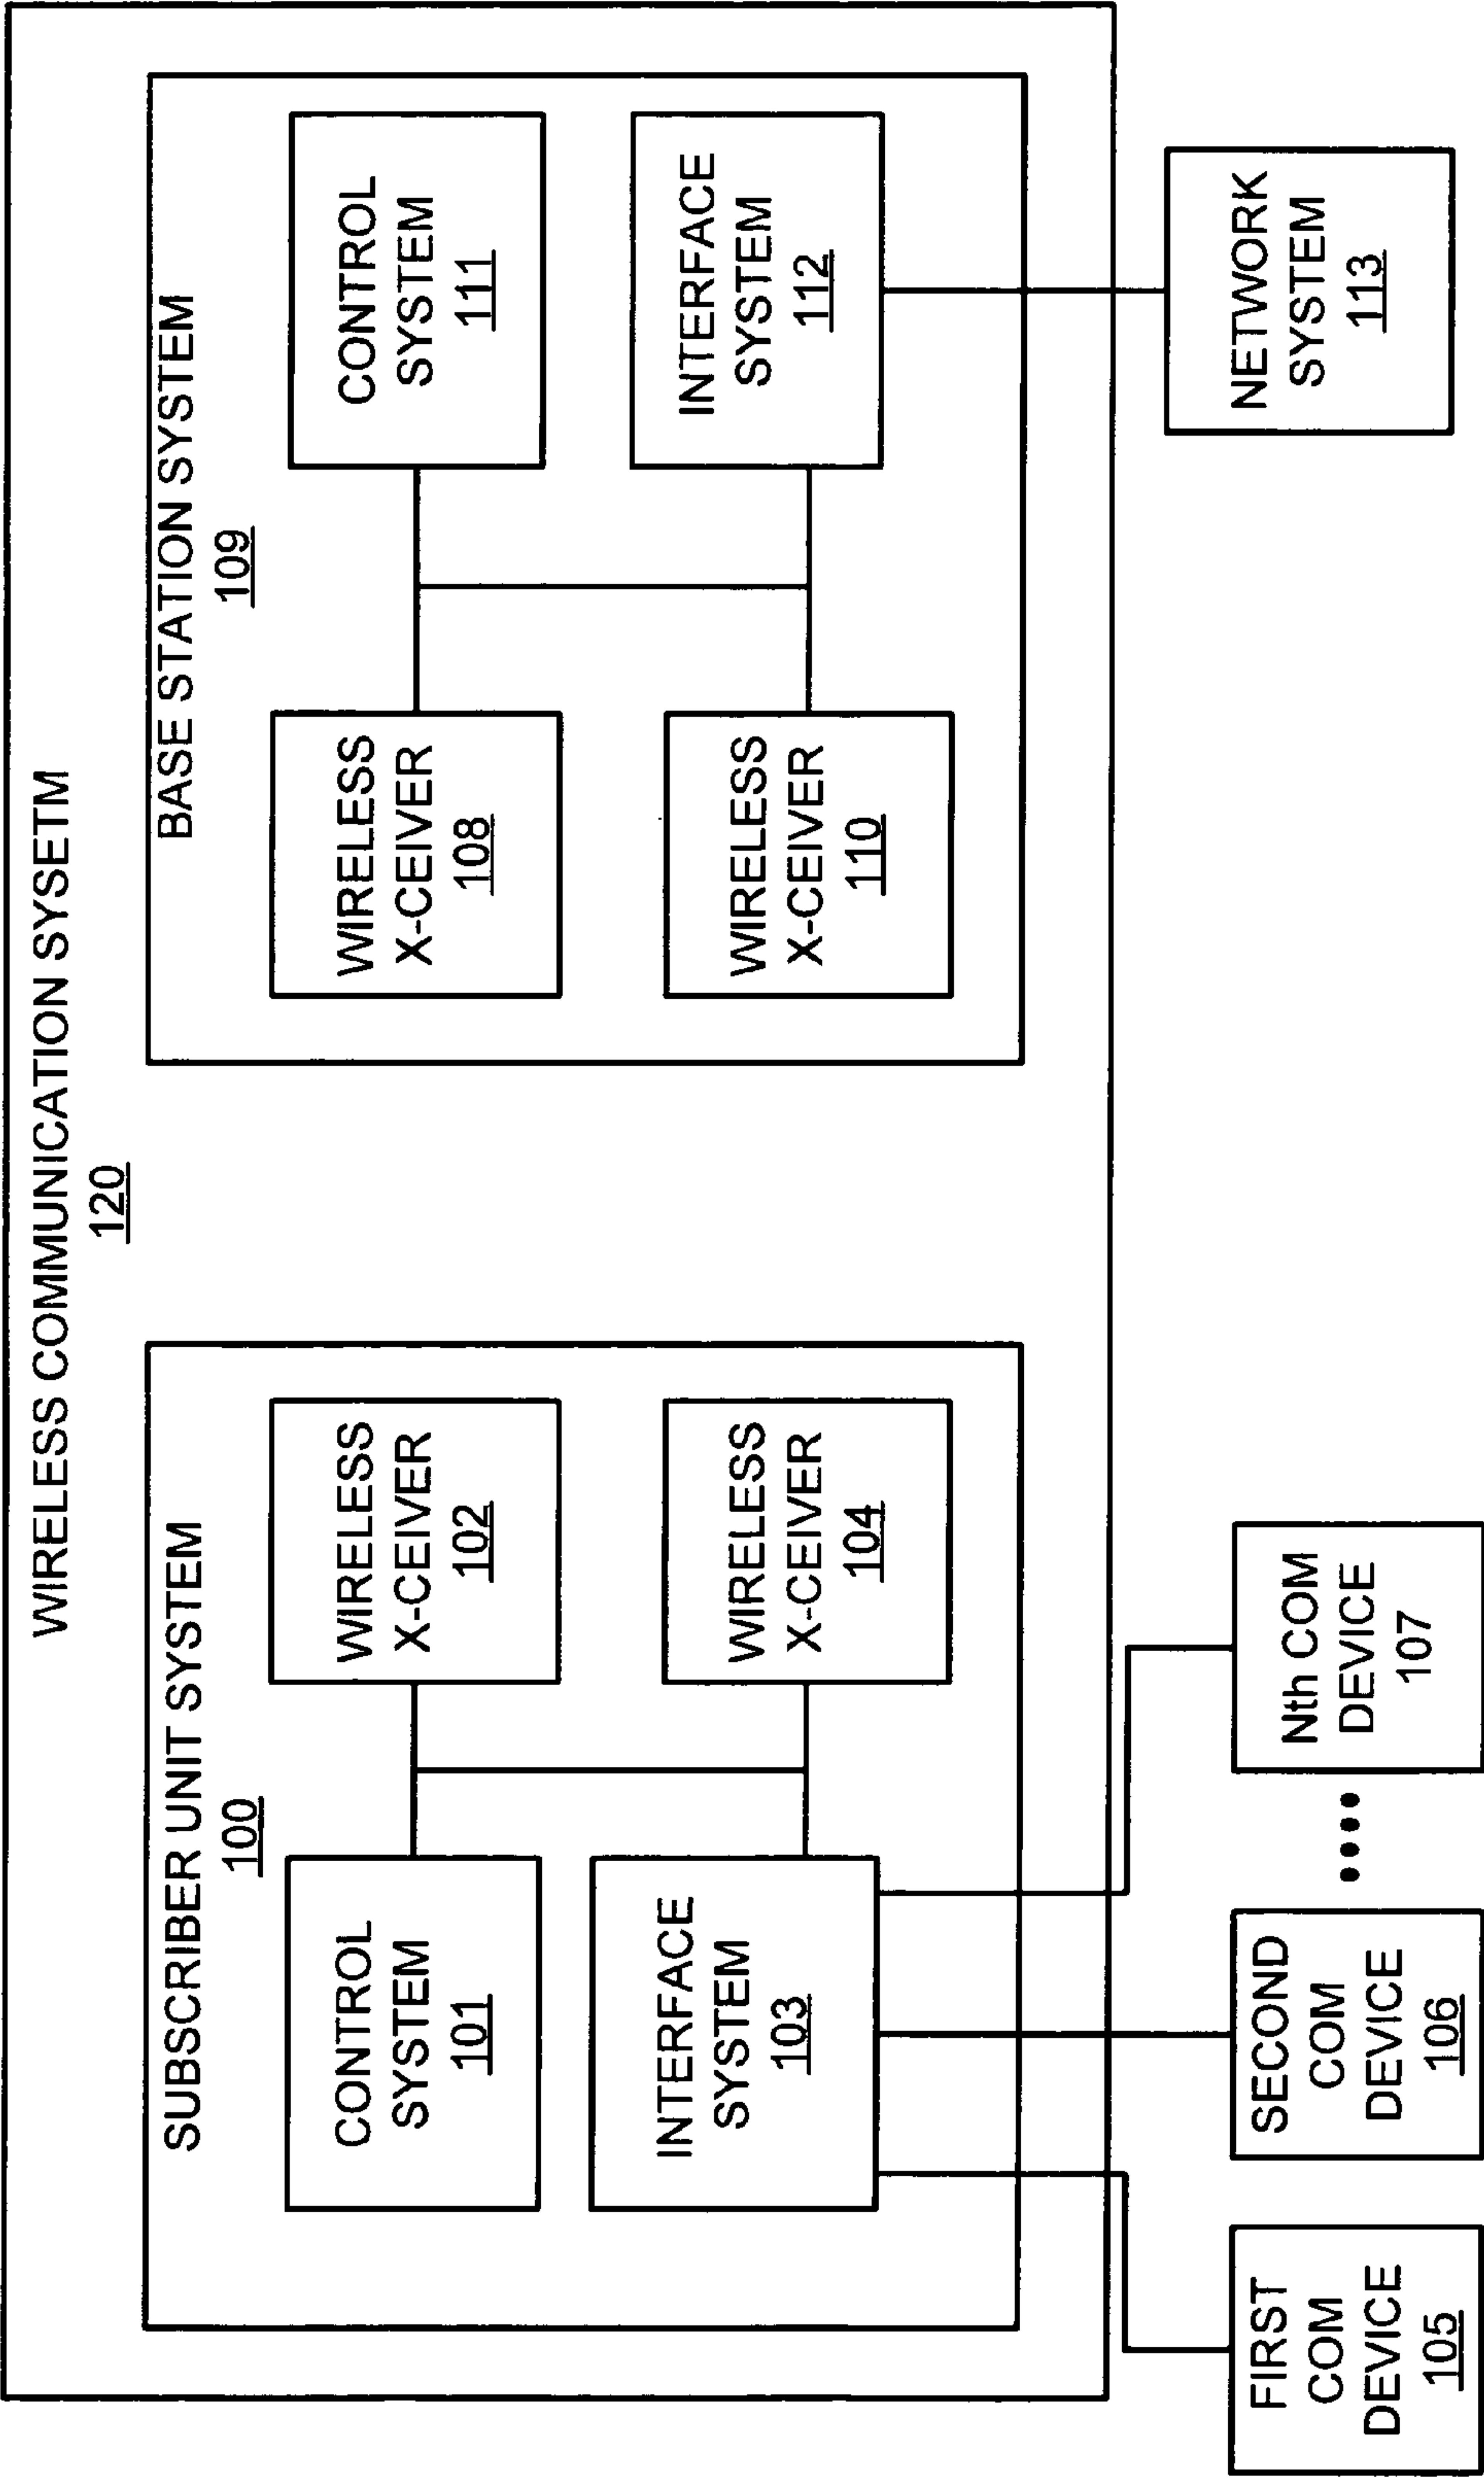 WIRELESS COMMUNICATION SYSETM
120
SUBSCRIBER UNIT SYSTEM
100
CONTROL
SYSTEM
101
WIRELESS
X-CEIVER
102
INTERFACE
SYSTEM
103
WIRELESS
X-CEIVER
104
BASE STATION SYSTEM
109
WIRELESS
X-CEIVER
108
CONTROL
SYSTEM
111
WIRELESS
X-CEIVER
110
INTERFACE
SYSTEM
112
FIRST
COM
DEVICE
105
SECOND
COM
DEVICE
106
Nth COM
DEVICE
107
NETWORK
SYSTEM
113